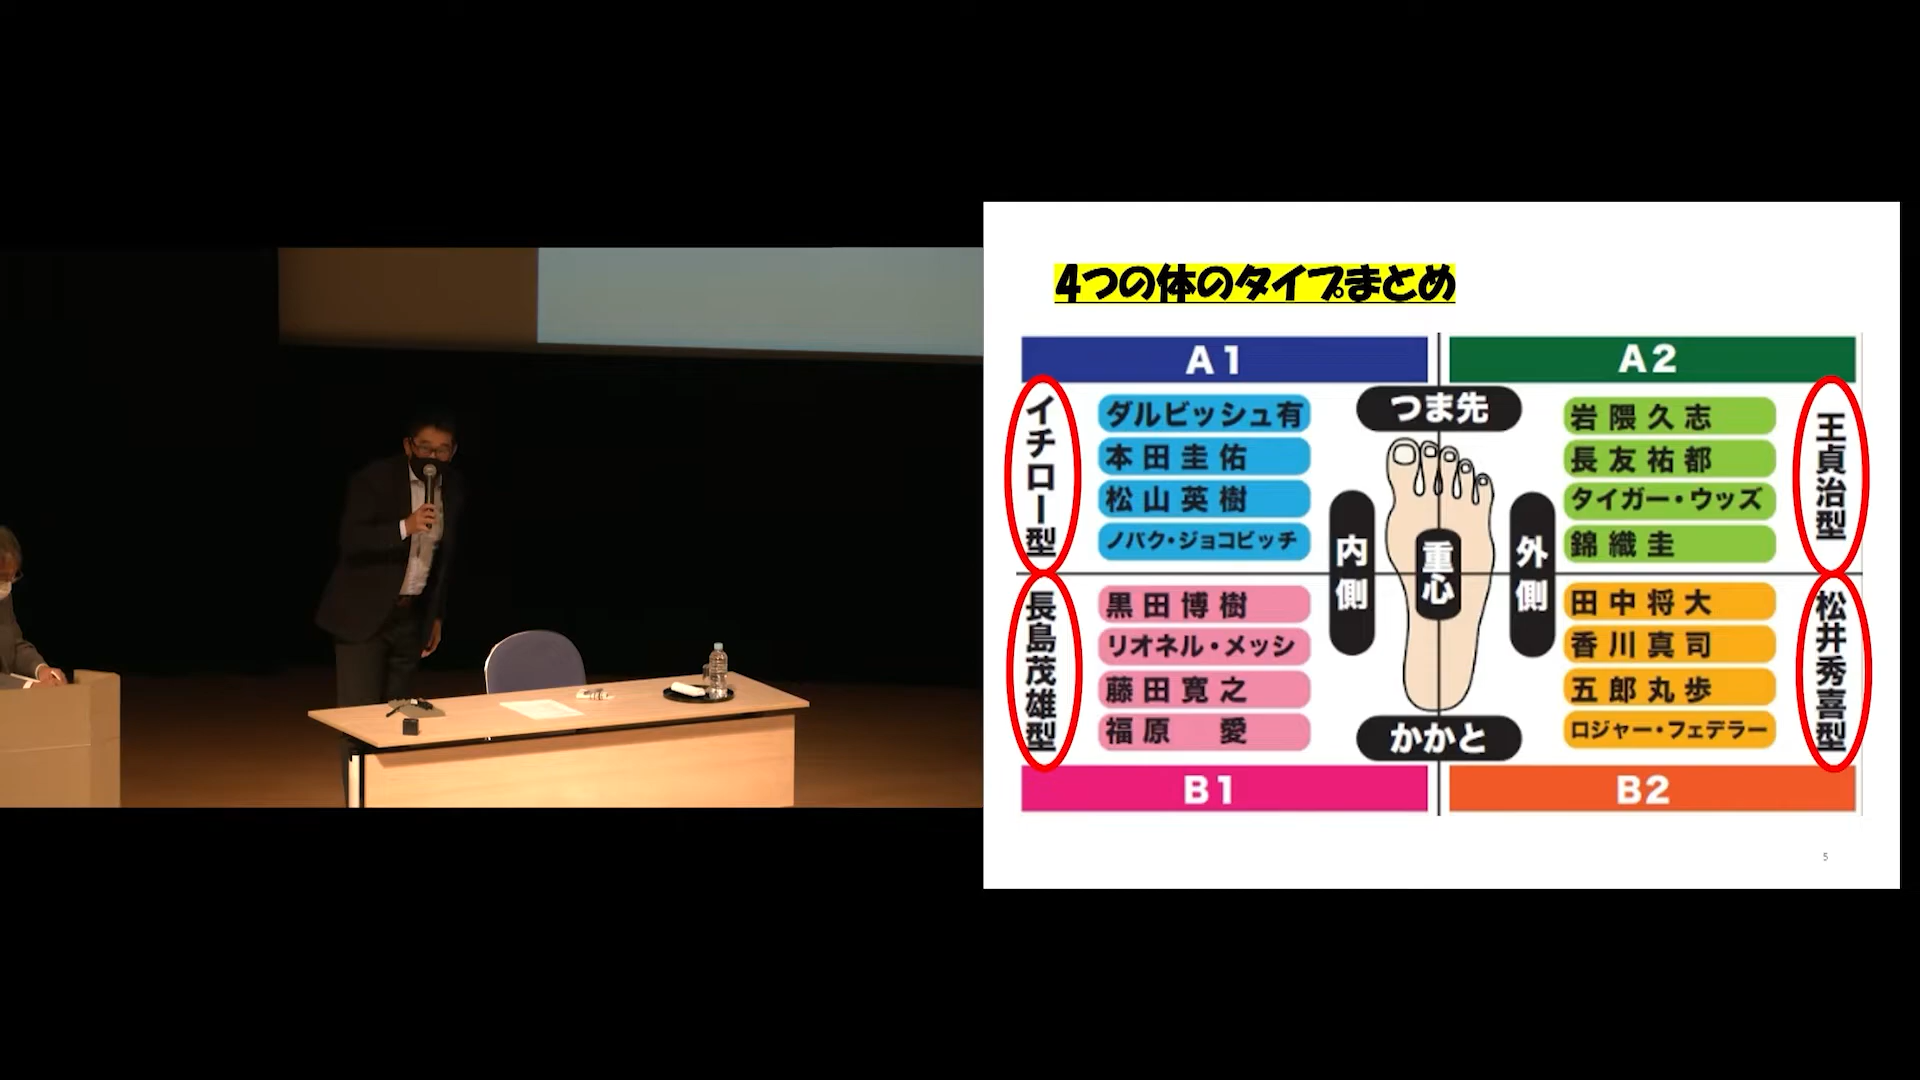 4つの体のタイプまとめ
A1
A2
イチロー型
ダルビッシュ有
本田圭佑
松山英樹
ノバク・ジョコビッチ
つま先
内側
重心
外側
かかと
岩隈久志
長友祐都
タイガー・ウッズ
錦織圭
王貞治型
長島茂雄型
黒田博樹
リオネル・メッシ
藤田寛之
福原　愛
田中将大
香川真司
五郎丸歩
ロジャー・フェデラー
松井秀喜型
B1
B2
5